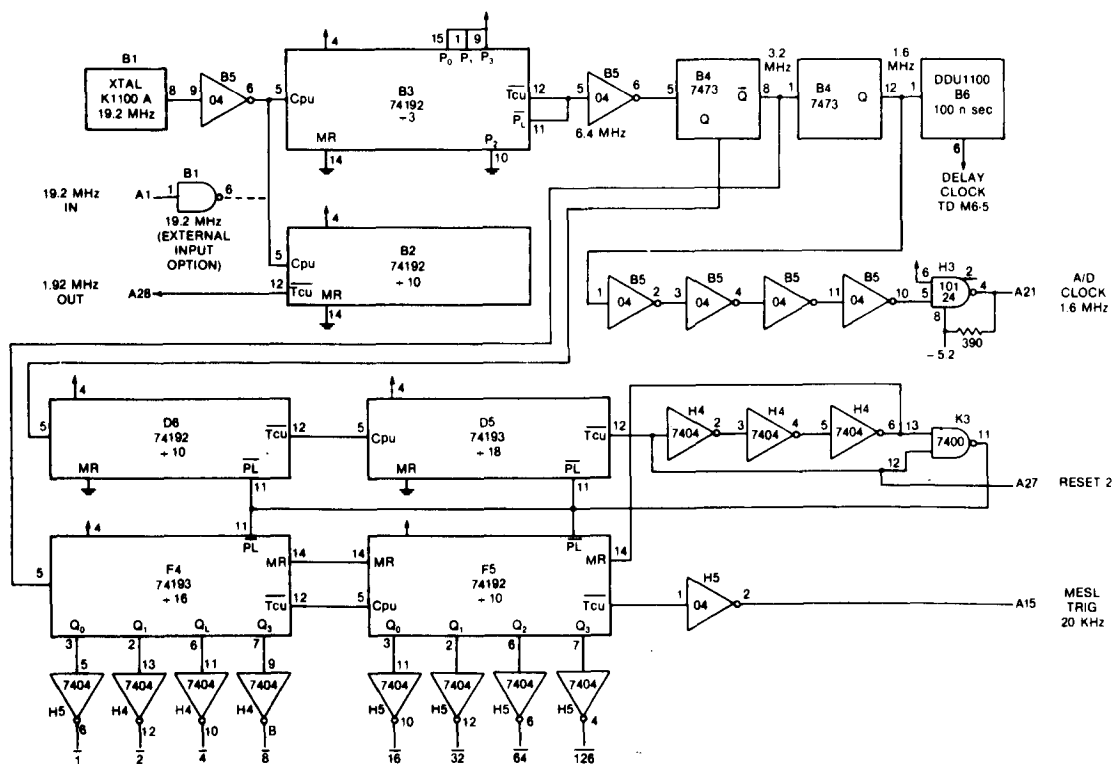 B1
XTAL
K1100 A
19.2 MHz
8
9
B5
04
6
4
15 1 9
P0 P1 P3
5
Cpu
B3
74192
÷3
Tcu
PL
12
11
MR
14
P2
10
5
B5
04
6
6.4 MHz
5
B4
7473
Q
Q
8
3.2
MHz
1
B4
7473
Q
12
1.6
MHz
1
DDU1100
B6
100 n sec
6
DELAY
CLOCK
TD M6-5
19.2 MHz
IN
A1
1
B1
6
19.2 MHz
(EXTERNAL
INPUT
OPTION)
4
5
Cpu
B2
74192
÷ 10
12
Tcu
MR
14
1.92 MHz
OUT
A28
1
B5
04
2
3
B5
04
4
B5
04
11
B5
04
10
H3
6
2
5
101
24
4
8
390
- 5.2
A21
A/D
CLOCK
1.6 MHz
4
5
D6
74192
÷ 10
Tcu
12
MR
PL
11
4
5
Cpu
D5
74193
÷ 18
Tcu
12
MR
PL
11
H4
7404
2
3
H4
7404
4
5
H4
7404
6
13
K3
7400
11
12
A27
RESET 2
4
11
PL
5
F4
74193
÷ 16
MR
14
Tcu
12
Q0 Q1 QL Q3
3 2 6 7
14
MR
5
Cpu
F5
74192
÷ 10
PL
MR
14
Tcu
Q0 Q1 Q2 Q3
3 2 6 7
1
H5
04
2
A15
MESL
TRIG
20 KHz
5 13 11 9
7404 7404 7404 7404
H5 H4 H4 H4
6 12 10 B
1 2 4 8
11
7404 7404 7404 7404
H5 H5 H5 H5
10 12 6 4
16 32 64 126